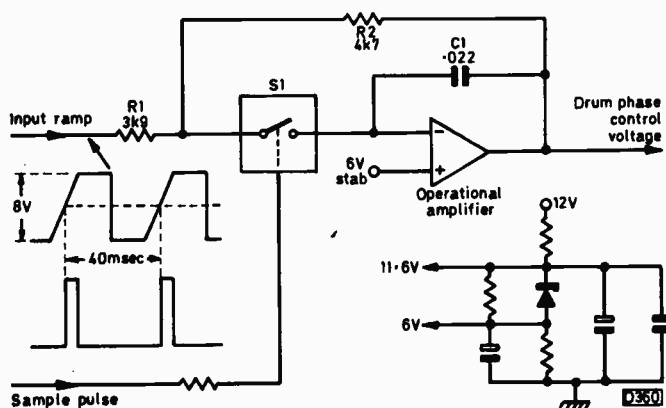 R2
4k7
C1
·022
S1
Input ramp
R1
3k9
Drum phase
control
voltage
6V
stab
Operational
amplifier
8V
40msec
12V
11·6V
6V
Sample pulse
D360